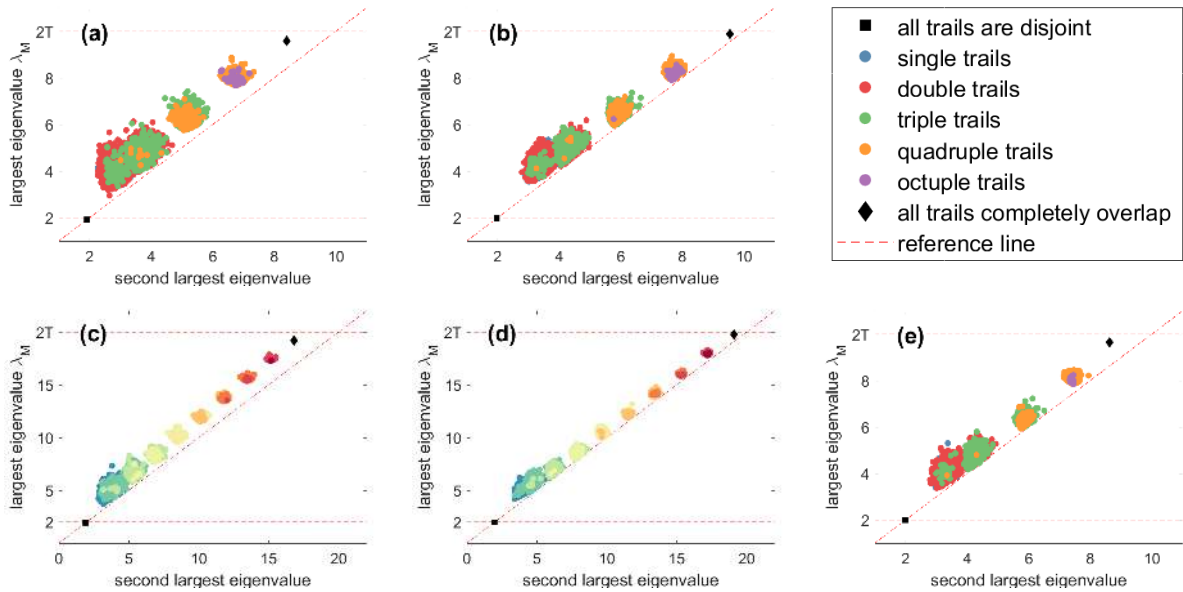 (a)
2T
8
6
4
2
largest eigenvalue λM
2 4 6 8 10
second largest eigenvalue
(b)
2T
8
6
4
2
largest eigenvalue λM
2 4 6 8 10
second largest eigenvalue
all trails are disjoint
single trails
double trails
triple trails
quadruple trails
octuple trails
all trails completely overlap
reference line
(c)
2T
15
10
5
2
largest eigenvalue λM
0 5 10 15 20
second largest eigenvalue
(d)
2T
15
10
5
2
largest eigenvalue λM
0 5 10 15 20
second largest eigenvalue
(e)
2T
8
6
4
2
largest eigenvalue λM
2 4 6 8 10
second largest eigenvalue